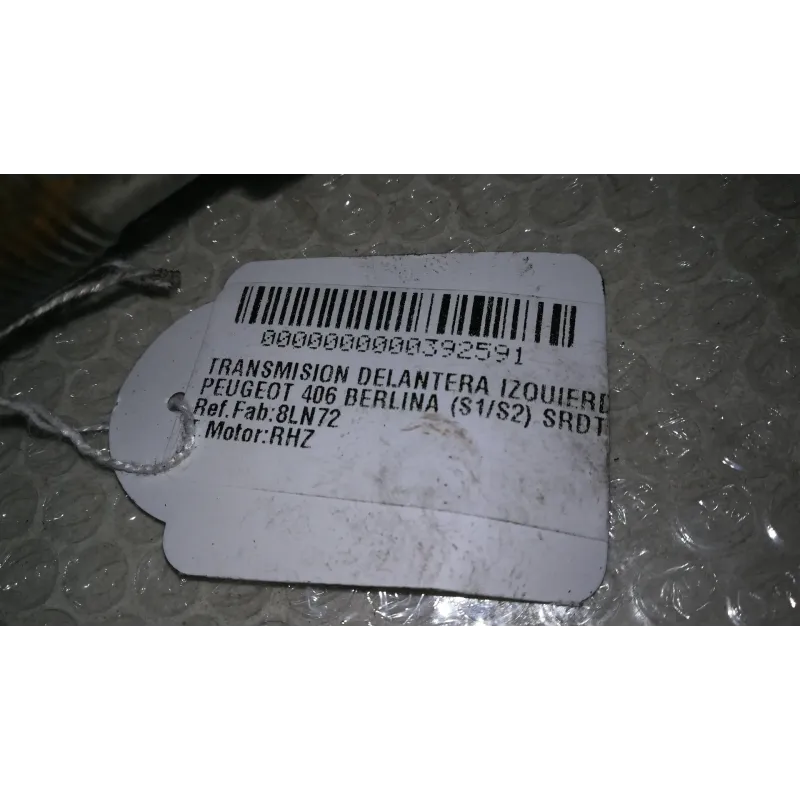 0000000000392591
TRANSMISION DELANTERA IZQUIERD
PEUGEOT 406 BERLINA (S1/S2) SRDT
Ref.Fab:8LN72
T.Motor:RHZ